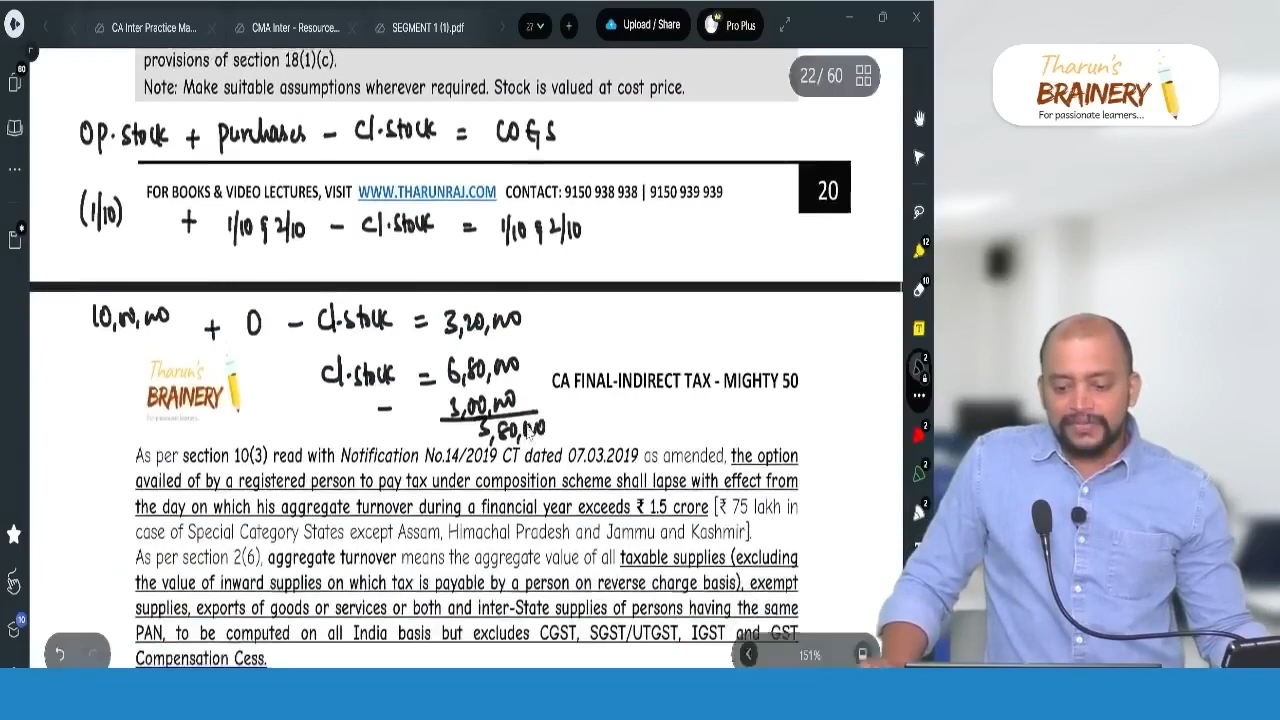 CA Inter Practice Ma...
CMA Inter - Resource...
SEGMENT 1 (1).pdf
27
Upload / Share
Pro Plus
provisions of section 18(1)(c).
Note: Make suitable assumptions wherever required. Stock is valued at cost price.
22/ 60
Tharun's
BRAINERY
For passionate learners...
Op. stock + purchases - Cl. stock = COGS
FOR BOOKS & VIDEO LECTURES, VISIT WWW.THARUNRAJ.COM CONTACT: 9150 938 938 | 9150 939 939
20
(1/10) + 1/10 & 2/10 - Cl. stock = 1/10 & 2/10
10,00,000 + 0 - Cl. stock = 3,20,000
Cl. stock = 6,80,000
- 3,00,000
3,80,000
Tharun's
BRAINERY
CA FINAL-INDIRECT TAX - MIGHTY 50
As per section 10(3) read with Notification No.14/2019 CT dated 07.03.2019 as amended, the option
availed of by a registered person to pay tax under composition scheme shall lapse with effect from
the day on which his aggregate turnover during a financial year exceeds ₹ 1.5 crore [₹ 75 lakh in
case of Special Category States except Assam, Himachal Pradesh and Jammu and Kashmir].
As per section 2(6), aggregate turnover means the aggregate value of all taxable supplies (excluding
the value of inward supplies on which tax is payable by a person on reverse charge basis), exempt
supplies, exports of goods or services or both and inter-State supplies of persons having the same
PAN, to be computed on all India basis but excludes CGST, SGST/UTGST, IGST and GST
Compensation Cess.
151%